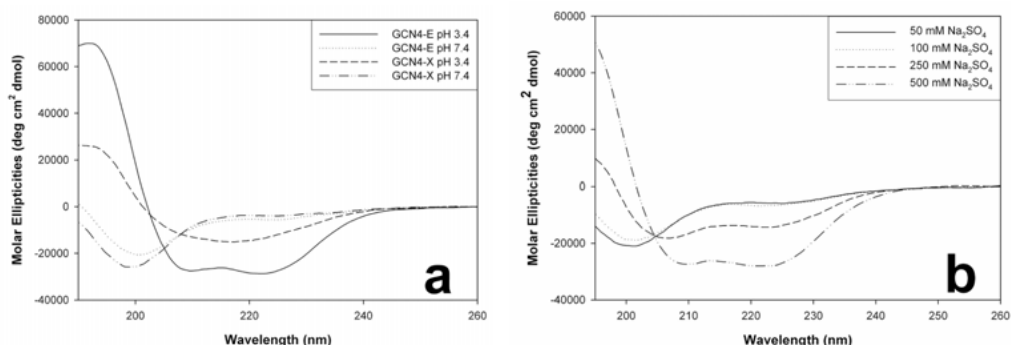 80000
60000
40000
20000
0
-20000
-40000
Molar Ellipticities (deg cm² dmol)
GCN4-E pH 3.4
GCN4-E pH 7.4
GCN4-X pH 3.4
GCN4-X pH 7.4
a
200 220 240 260
Wavelength (nm)
60000
40000
20000
0
-20000
-40000
Molar Ellipticities (deg cm² dmol)
50 mM Na₂SO₄
100 mM Na₂SO₄
250 mM Na₂SO₄
500 mM Na₂SO₄
b
200 210 220 230 240 250 260
Wavelength (nm)